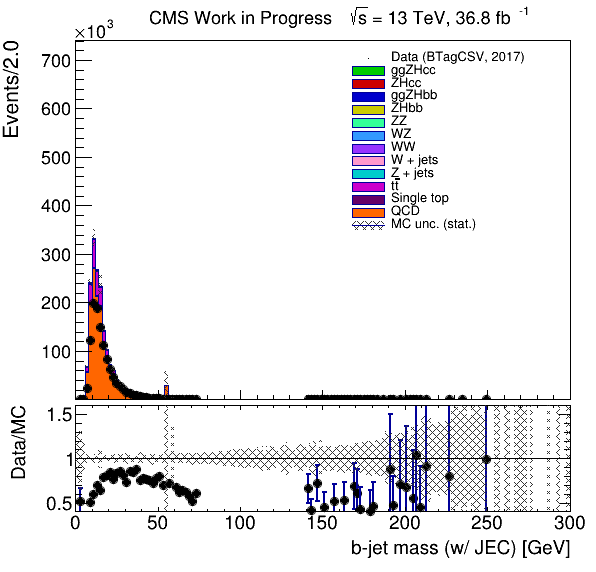 CMS Work in Progress √s = 13 TeV, 36.8 fb -1
×10³
Events/2.0
700
600
500
400
300
200
100
Data (BTagCSV, 2017)
ggZHcc
ZHcc
ggZHbb
ZHbb
ZZ
WZ
WW
W + jets
Z + jets
tt̅
Single top
QCD
MC unc. (stat.)
Data/MC
1.5
1
0.5
0 50 100 150 200 250 300
b-jet mass (w/ JEC) [GeV]